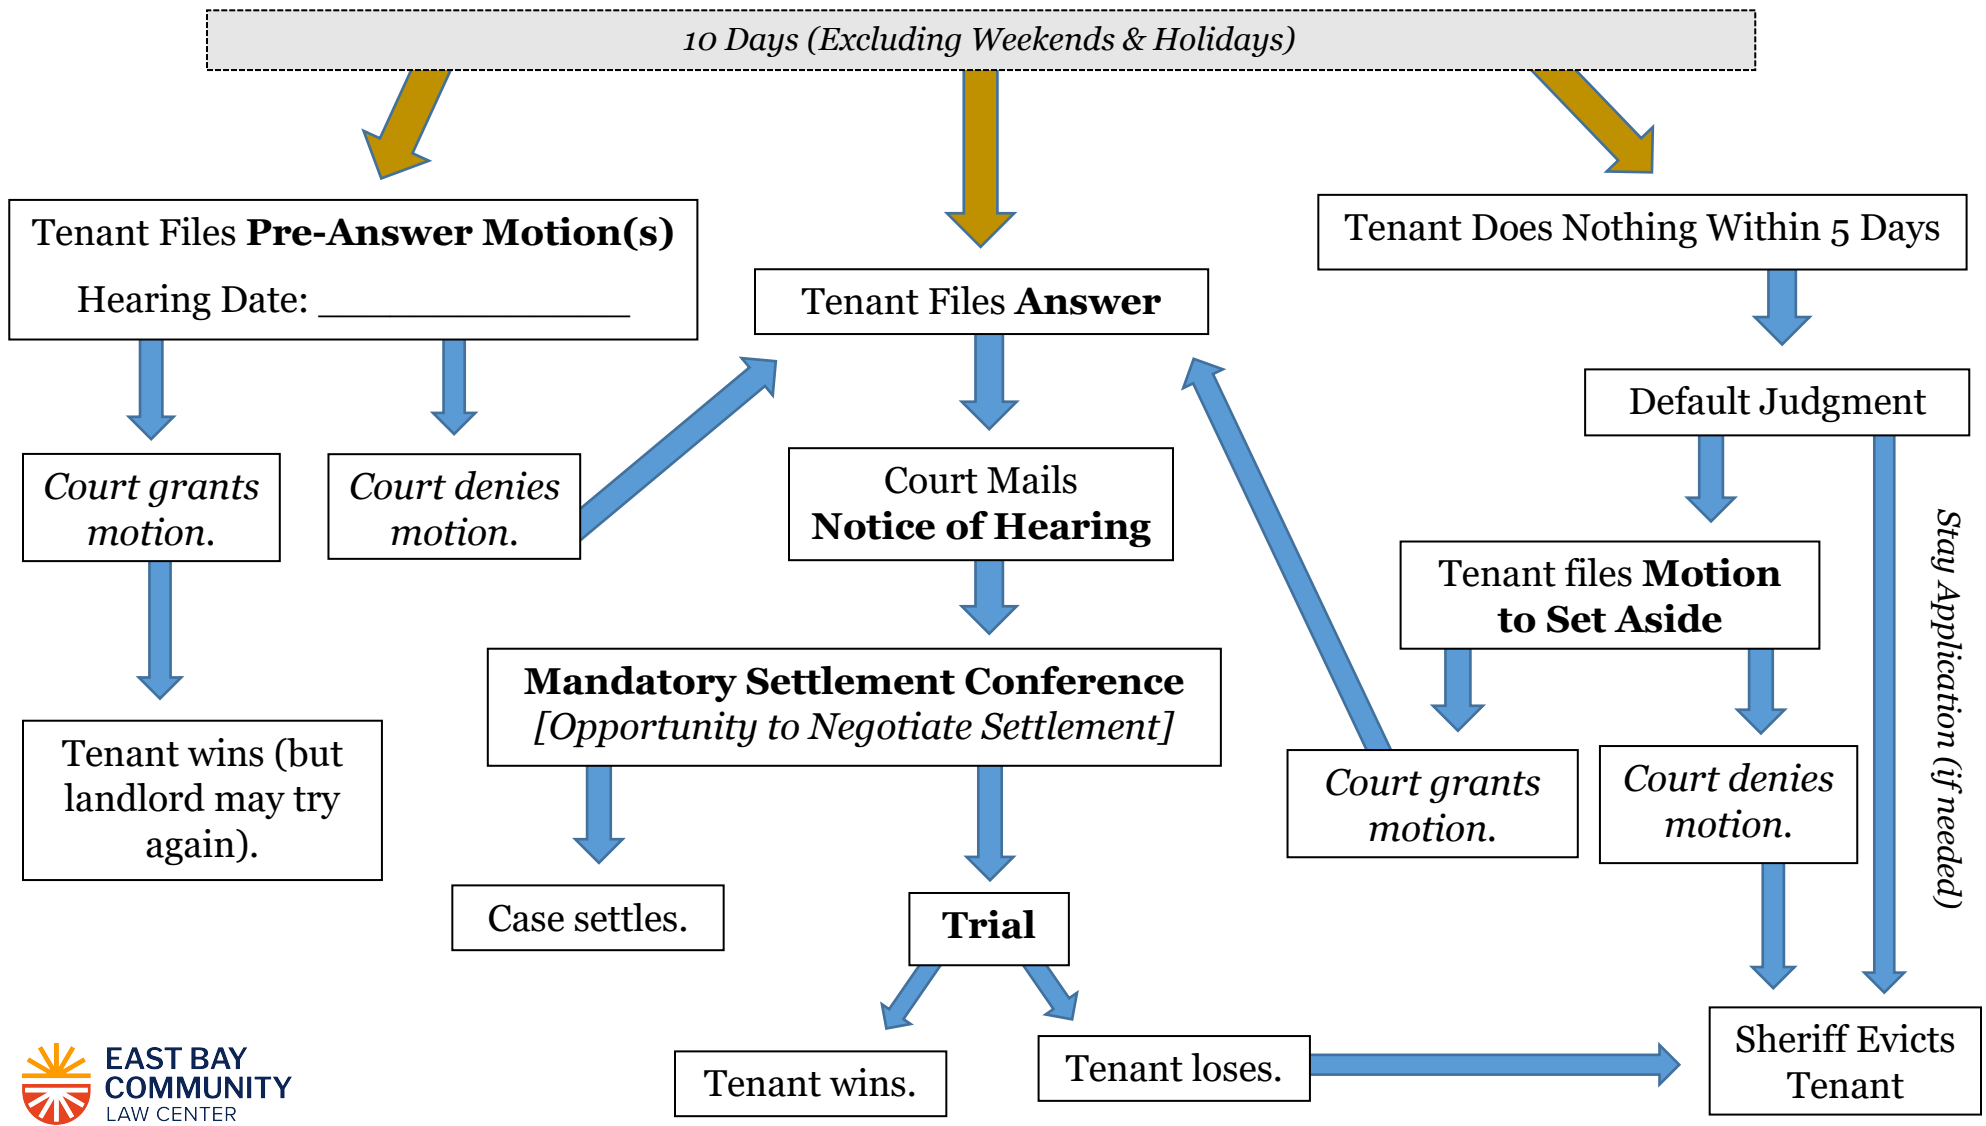 10 Days (Excluding Weekends & Holidays)
Tenant Files Pre-Answer Motion(s)
Hearing Date: ________________
Tenant Files Answer
Tenant Does Nothing Within 5 Days
Default Judgment
Court grants
motion.
Court denies
motion.
Court Mails
Notice of Hearing
Tenant files Motion
to Set Aside
Stay Application (if needed)
Mandatory Settlement Conference
[Opportunity to Negotiate Settlement]
Tenant wins (but
landlord may try
again).
Court grants
motion.
Court denies
motion.
Case settles.
Trial
Tenant wins.
Tenant loses.
Sheriff Evicts
Tenant
EAST BAY
COMMUNITY
LAW CENTER